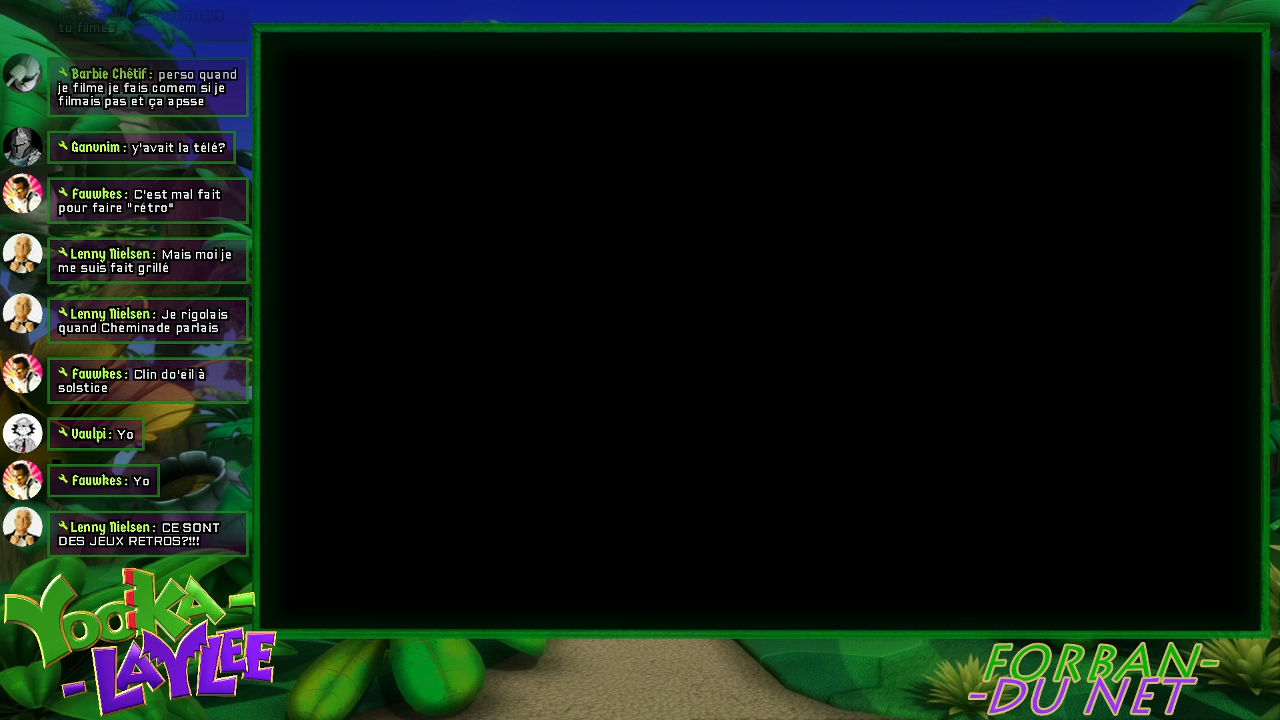 tu filmes
Barbie Chétif : perso quand
je filme je fais comem si je
filmais pas et ça apsse
Ganunim : y'avait la télé?
Fauwkes : C'est mal fait
pour faire "rétro"
Lenny Nielsen : Mais moi je
me suis fait grillé
Lenny Nielsen : Je rigolais
quand Cheminade parlais
Fauwkes : Clin do'eil à
solstice
Vaulpi : Yo
Fauwkes : Yo
Lenny Nielsen : CE SONT
DES JEUX RETROS?!!!
YOOKA-
-LAYLEE
FORBAN-
-DU NET